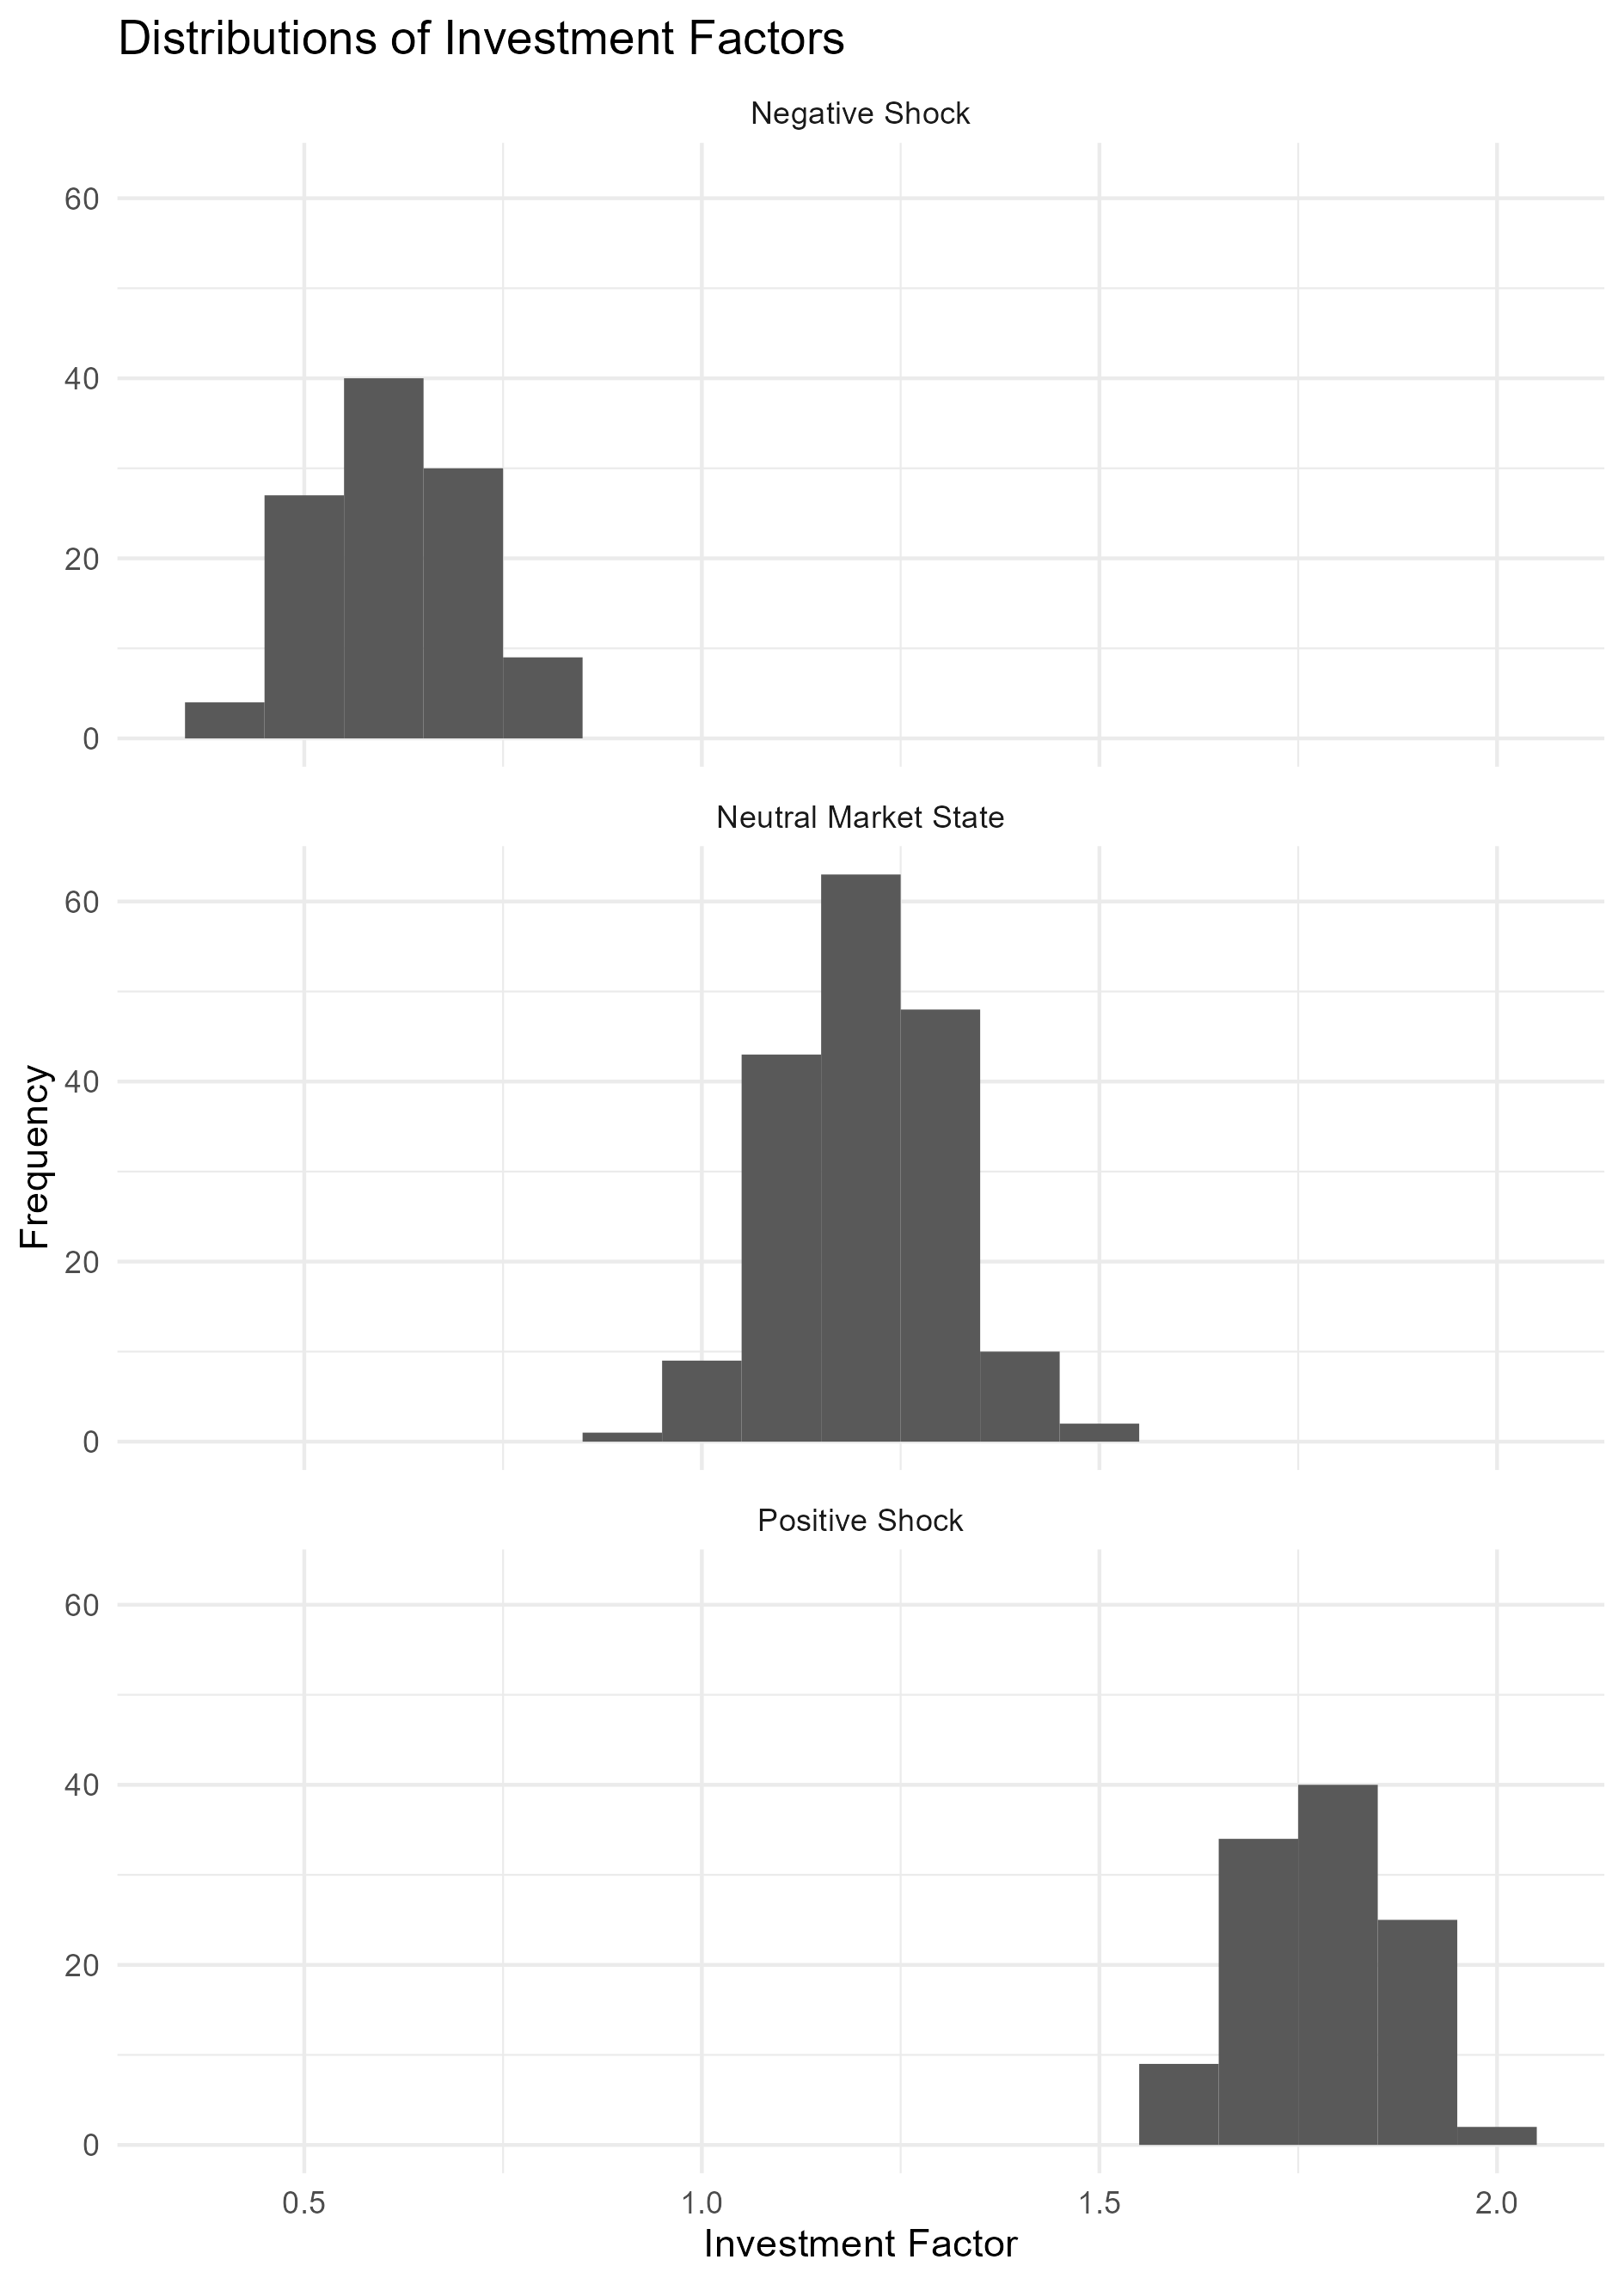 Distributions of Investment Factors
Negative Shock
60
40
20
0
Neutral Market State
60
40
20
0
Frequency
Positive Shock
60
40
20
0
0.5 1.0 1.5 2.0
Investment Factor